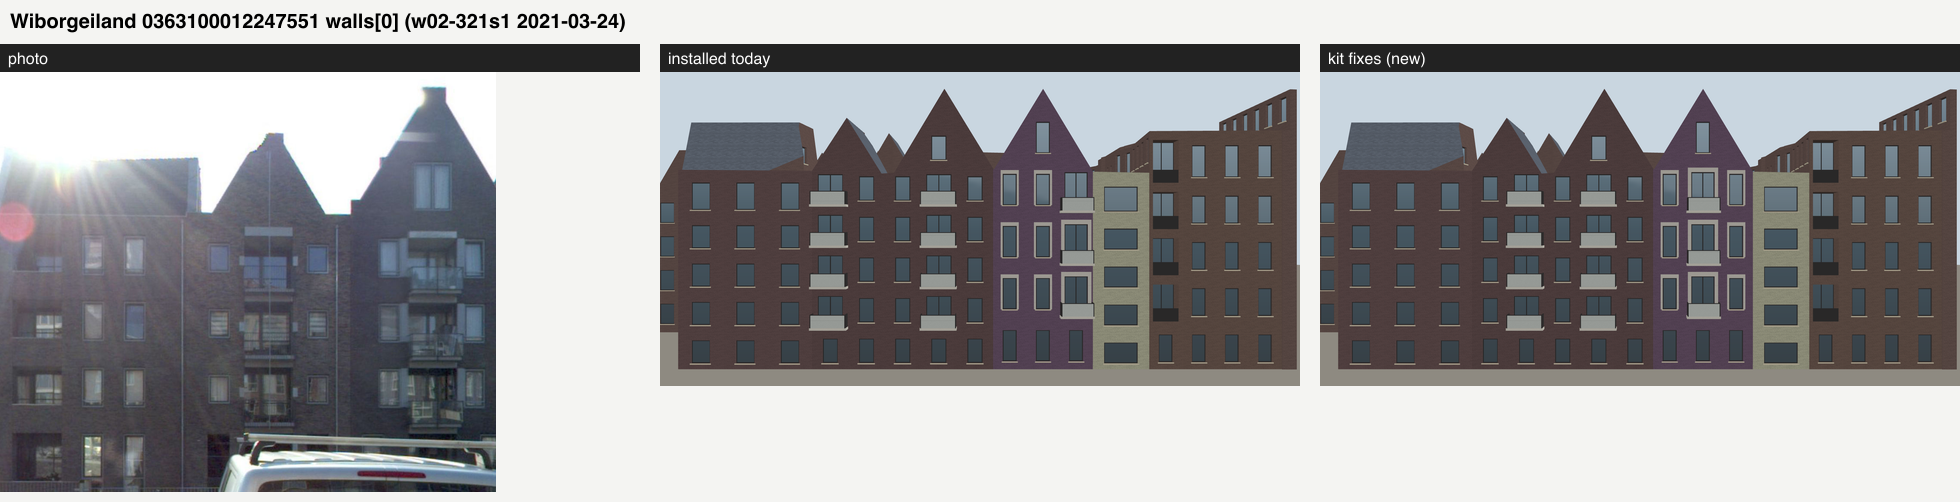 Wiborgeiland 0363100012247551 walls[0] (w02-321s1 2021-03-24)
photo
installed today
kit fixes (new)